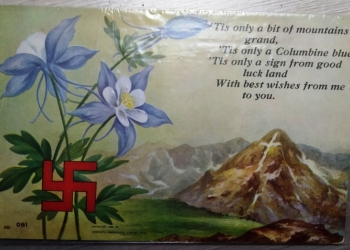 'Tis only a bit of mountains
grand,
'Tis only a Columbine blue
'Tis only a sign from good
luck land
With best wishes from me
to you.
091